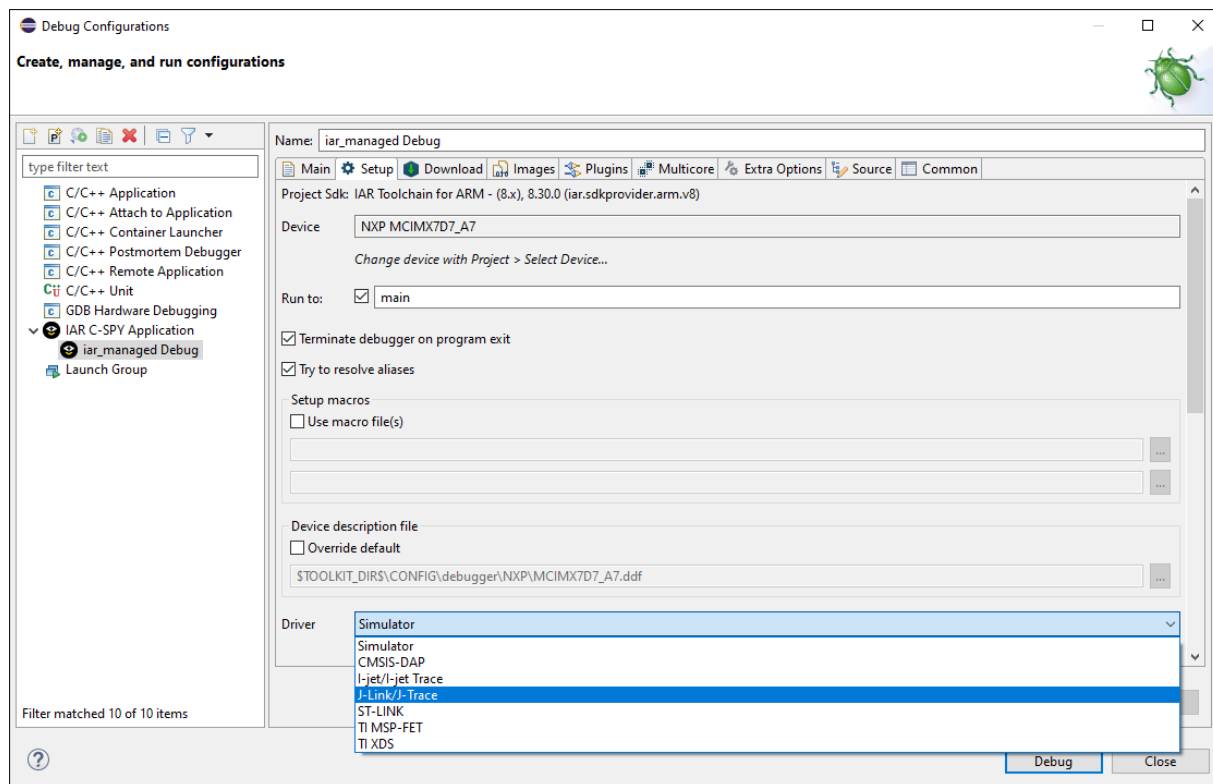 Debug Configurations
Create, manage, and run configurations
type filter text
C/C++ Application
C/C++ Attach to Application
C/C++ Container Launcher
C/C++ Postmortem Debugger
C/C++ Remote Application
C/C++ Unit
GDB Hardware Debugging
IAR C-SPY Application
iar_managed Debug
Launch Group
Filter matched 10 of 10 items
Name: iar_managed Debug
Main Setup Download Images Plugins Multicore Extra Options Source Common
Project Sdk: IAR Toolchain for ARM - (8.x), 8.30.0 (iar.sdkprovider.arm.v8)
Device NXP MCIMX7D7_A7
Change device with Project > Select Device...
Run to: main
Terminate debugger on program exit
Try to resolve aliases
Setup macros
Use macro file(s)
...
...
Device description file
Override default
$TOOLKIT_DIR$\CONFIG\debugger\NXP\MCIMX7D7_A7.ddf ...
Driver Simulator
Simulator
CMSIS-DAP
I-jet/I-jet Trace
J-Link/J-Trace
ST-LINK
TI MSP-FET
TI XDS
Debug Close